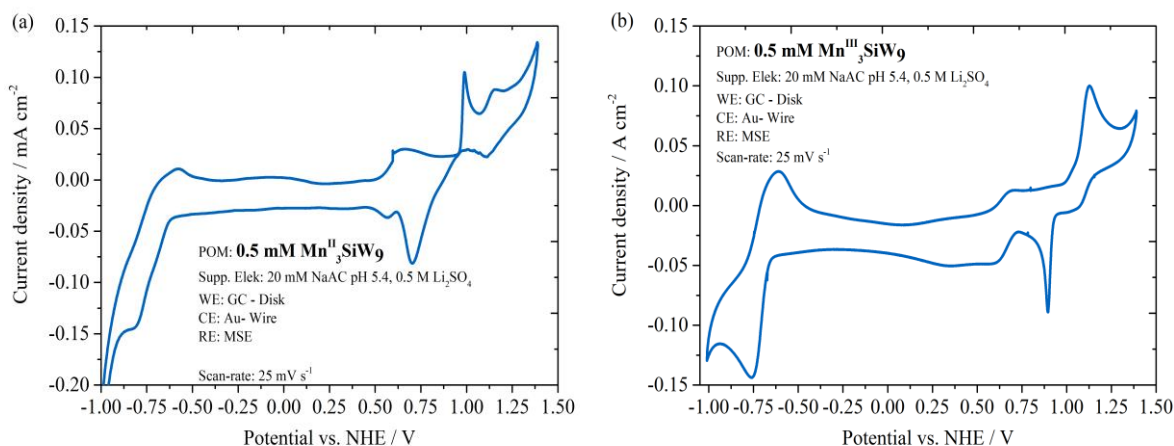 (a)
0.15
0.10
0.05
0.00
-0.05
-0.10
-0.15
-0.20
Current density / mA cm⁻²
POM: 0.5 mM Mnᴵᴵ₃SiW₉
Supp. Elek: 20 mM NaAC pH 5.4, 0.5 M Li₂SO₄
WE: GC - Disk
CE: Au- Wire
RE: MSE
Scan-rate: 25 mV s⁻¹
-1.00 -0.75 -0.50 -0.25 0.00 0.25 0.50 0.75 1.00 1.25 1.50
Potential vs. NHE / V
(b)
0.15
0.10
0.05
0.00
-0.05
-0.10
-0.15
Current density / A cm⁻²
POM: 0.5 mM Mnᴵᴵᴵ₃SiW₉
Supp. Elek: 20 mM NaAC pH 5.4, 0.5 M Li₂SO₄
WE: GC - Disk
CE: Au- Wire
RE: MSE
Scan-rate: 25 mV s⁻¹
-1.00 -0.75 -0.50 -0.25 0.00 0.25 0.50 0.75 1.00 1.25 1.50
Potential vs. NHE / V